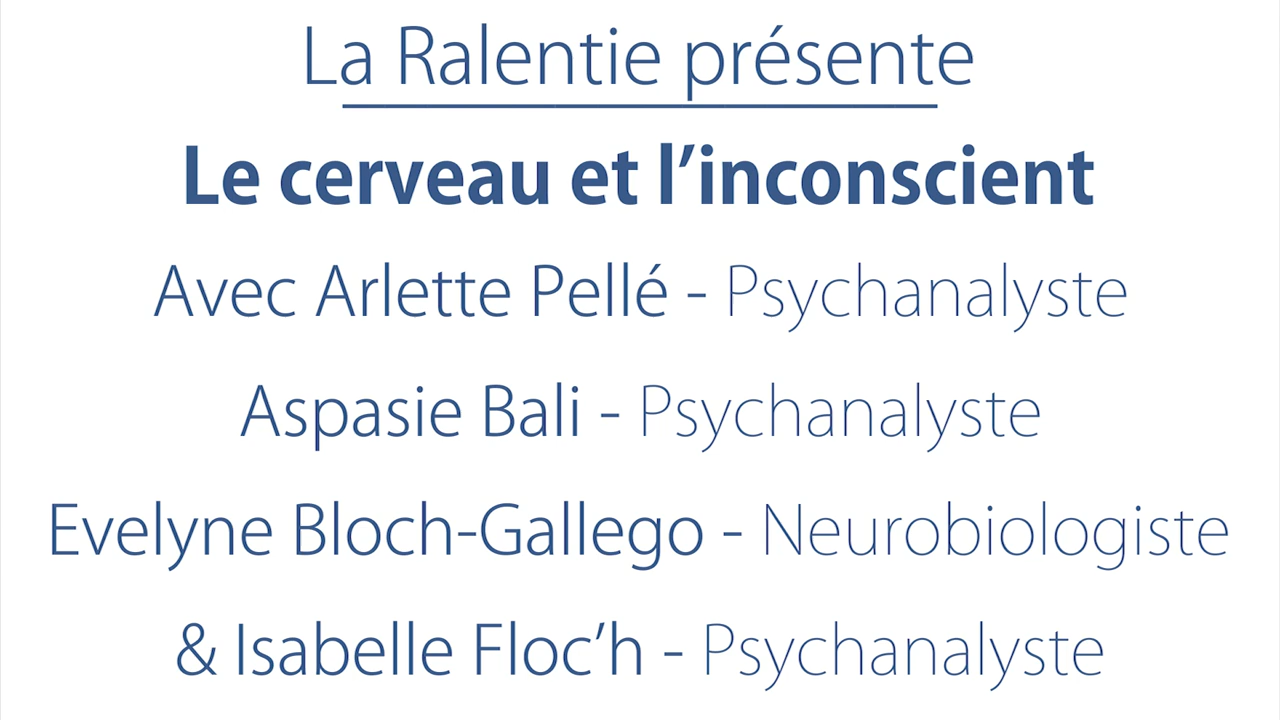 La Ralentie présente
Le cerveau et l’inconscient
Avec Arlette Pellé - Psychanalyste
Aspasie Bali - Psychanalyste
Evelyne Bloch-Gallego - Neurobiologiste
& Isabelle Floc’h - Psychanalyste